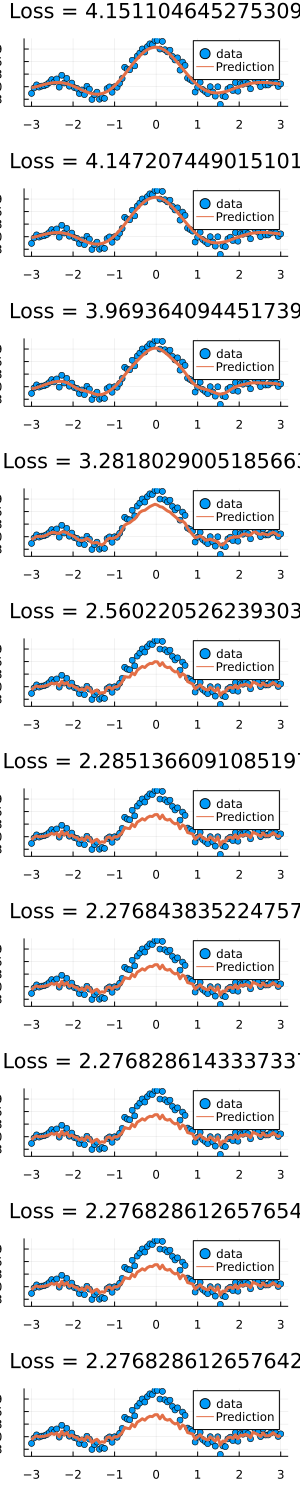 Loss = 4.151104645275309
data
Prediction
−3 −2 −1 0 1 2 3
Loss = 4.147207449015101
data
Prediction
−3 −2 −1 0 1 2 3
Loss = 3.969364094451739
data
Prediction
−3 −2 −1 0 1 2 3
Loss = 3.281802900518566
data
Prediction
−3 −2 −1 0 1 2 3
Loss = 2.560220526239303
data
Prediction
−3 −2 −1 0 1 2 3
Loss = 2.285136609108519
data
Prediction
−3 −2 −1 0 1 2 3
Loss = 2.276843835224757
data
Prediction
−3 −2 −1 0 1 2 3
Loss = 2.276828614333733
data
Prediction
−3 −2 −1 0 1 2 3
Loss = 2.276828612657654
data
Prediction
−3 −2 −1 0 1 2 3
Loss = 2.276828612657642
data
Prediction
−3 −2 −1 0 1 2 3